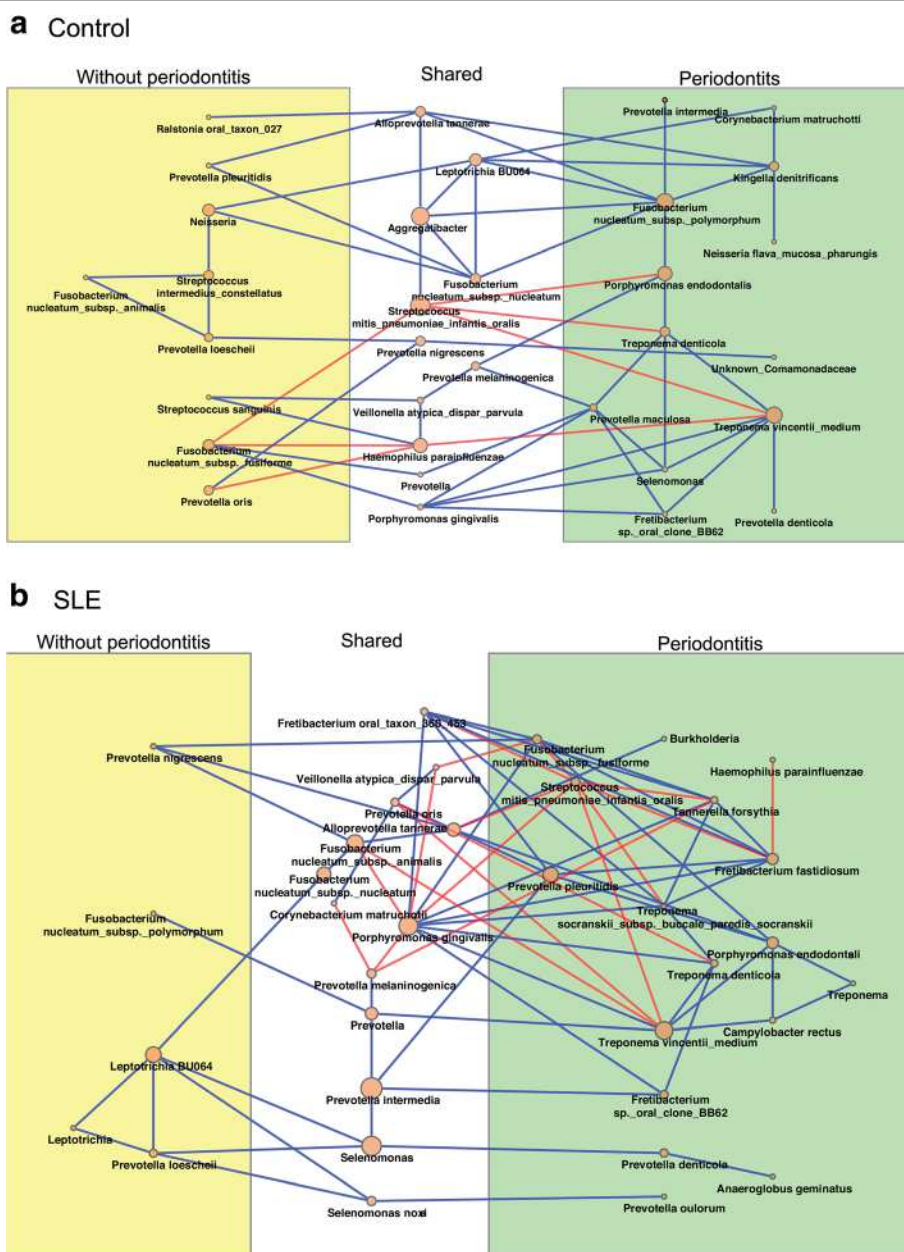 a Control
Without periodontitis
Shared
Periodontits
Ralstonia oral_taxon_027
Alloprevotella tannerae
Prevotella intermedia
Corynebacterium matruchotti
Prevotella pleuritidis
Leptotrichia BU064
Kingella denitrificans
Neisseria
Aggregatibacter
Fusobacterium
nucleatum_subsp._polymorphum
Neisseria flava_mucosa_pharungis
Fusobacterium
nucleatum_subsp._animalis
Streptococcus
intermedius_constellatus
Fusobacterium
nucleatum_subsp._nucleatum
Porphyromonas endodontalis
Streptococcus
mitis_pneumoniae_infantis_oralis
Prevotella loescheii
Prevotella nigrescens
Treponema denticola
Unknown_Comamonadaceae
Prevotella melaninogenica
Streptococcus sanguinis
Veillonella atypica_dispar_parvula
Prevotella maculosa
Treponema vincentii_medium
Fusobacterium
nucleatum_subsp._fusiforme
Haemophilus parainfluenzae
Prevotella
Selenomonas
Prevotella oris
Porphyromonas gingivalis
Fretibacterium
sp._oral_clone_BB62
Prevotella denticola
b SLE
Without periodontitis
Shared
Periodontitis
Fretibacterium oral_taxon_360_453
Prevotella nigrescens
Fusobacterium
nucleatum_subsp._fusiforme
Burkholderia
Veillonella atypica_dispar_parvula
Haemophilus parainfluenzae
Streptococcus
mitis_pneumoniae_infantis_oralis
Prevotella oris
Tannerella forsythia
Alloprevotella tannerae
Fusobacterium
nucleatum_subsp._animalis
Fretibacterium fastidiosum
Fusobacterium
nucleatum_subsp._nucleatum
Prevotella pleuritidis
Corynebacterium matruchotii
Fusobacterium
nucleatum_subsp._polymorphum
Treponema
socranskii_subsp._buccale_paredis_socranskii
Porphyromonas gingivalis
Porphyromonas endodontali
Prevotella melaninogenica
Treponema denticola
Treponema
Prevotella
Treponema vincentii_medium
Campylobacter rectus
Leptotrichia BU064
Prevotella intermedia
Fretibacterium
sp._oral_clone_BB62
Leptotrichia
Prevotella loescheii
Selenomonas
Prevotella denticola
Anaeroglobus geminatus
Selenomonas
Prevotella oulorum